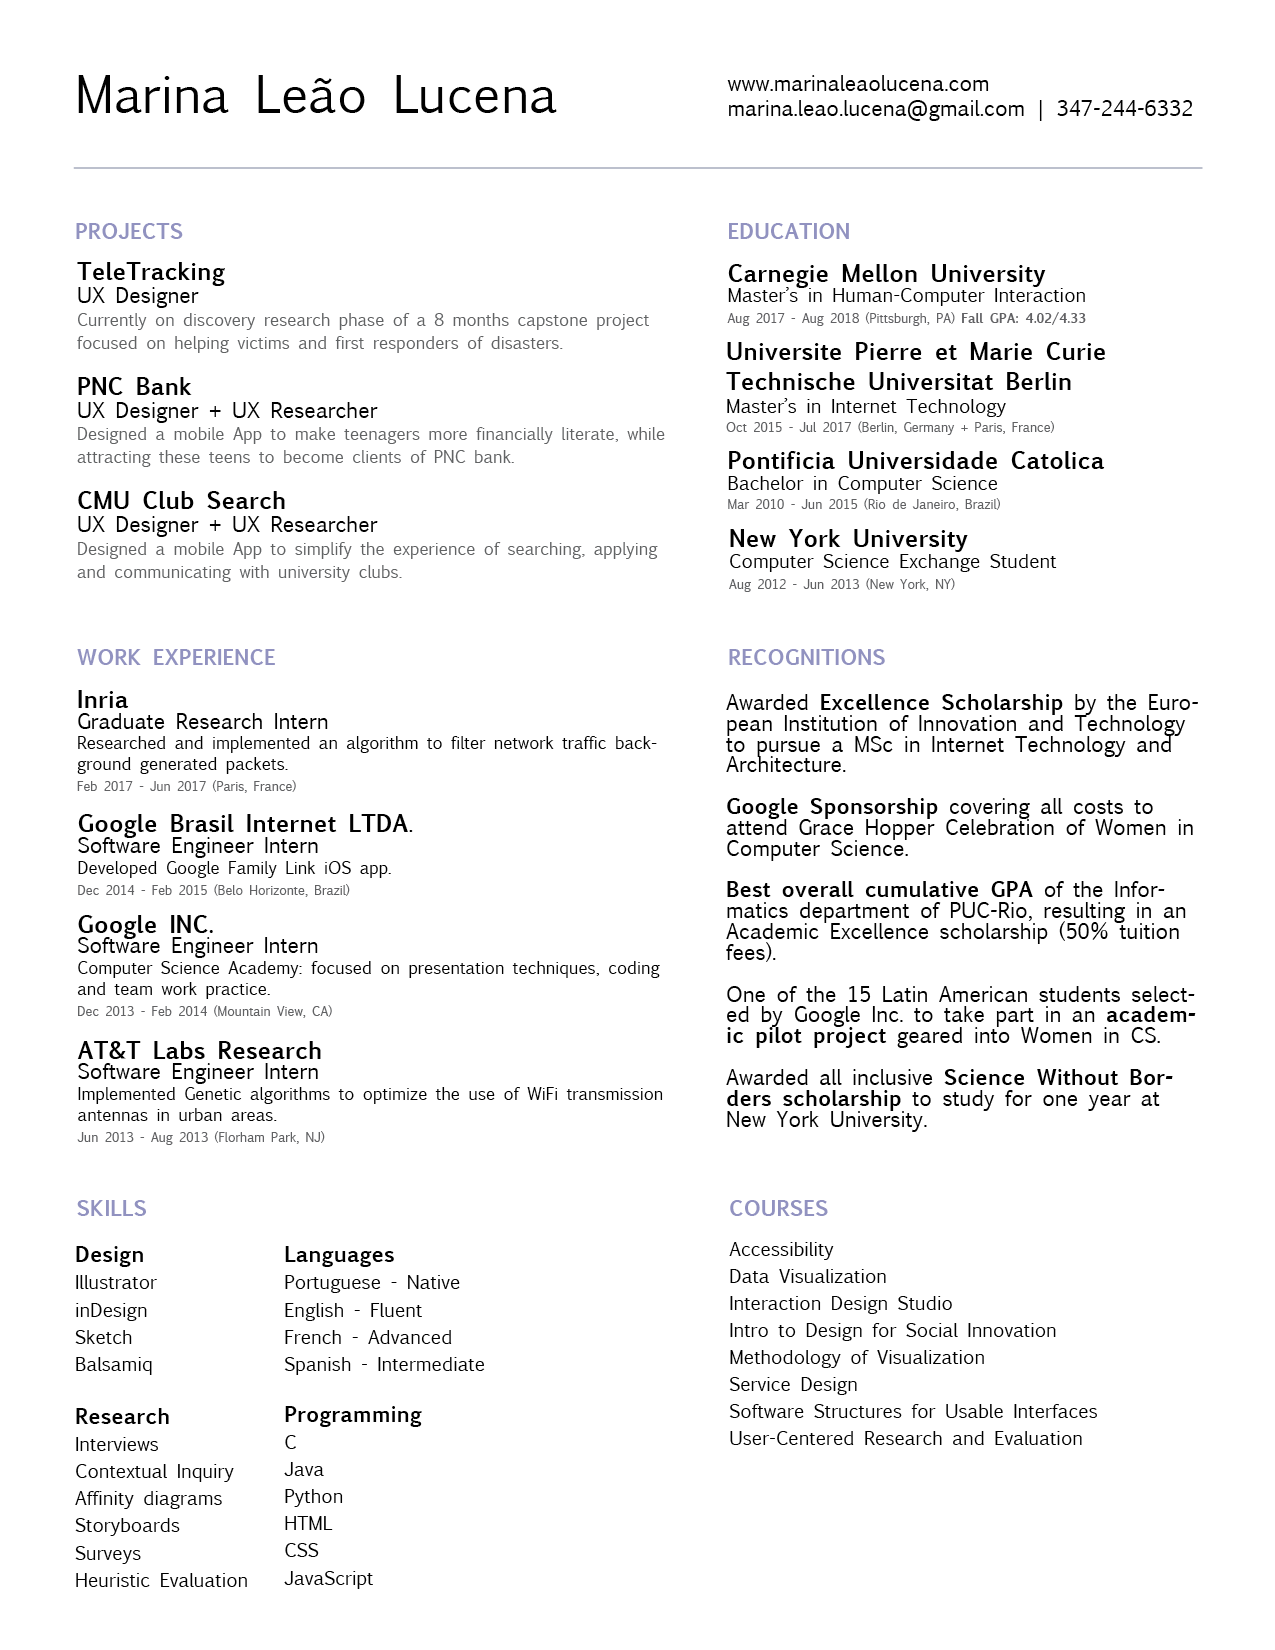 Marina Leão Lucena
www.marinaleaolucena.com
marina.leao.lucena@gmail.com | 347-244-6332
PROJECTS
TeleTracking
UX Designer
Currently on discovery research phase of a 8 months capstone project
focused on helping victims and first responders of disasters.
PNC Bank
UX Designer + UX Researcher
Designed a mobile App to make teenagers more financially literate, while
attracting these teens to become clients of PNC bank.
CMU Club Search
UX Designer + UX Researcher
Designed a mobile App to simplify the experience of searching, applying
and communicating with university clubs.
EDUCATION
Carnegie Mellon University
Master's in Human-Computer Interaction
Aug 2017 - Aug 2018 (Pittsburgh, PA) Fall GPA: 4.02/4.33
Universite Pierre et Marie Curie
Technische Universitat Berlin
Master's in Internet Technology
Oct 2015 - Jul 2017 (Berlin, Germany + Paris, France)
Pontificia Universidade Catolica
Bachelor in Computer Science
Mar 2010 - Jun 2015 (Rio de Janeiro, Brazil)
New York University
Computer Science Exchange Student
Aug 2012 - Jun 2013 (New York, NY)
WORK EXPERIENCE
Inria
Graduate Research Intern
Researched and implemented an algorithm to filter network traffic back-
ground generated packets.
Feb 2017 - Jun 2017 (Paris, France)
Google Brasil Internet LTDA.
Software Engineer Intern
Developed Google Family Link iOS app.
Dec 2014 - Feb 2015 (Belo Horizonte, Brazil)
Google INC.
Software Engineer Intern
Computer Science Academy: focused on presentation techniques, coding
and team work practice.
Dec 2013 - Feb 2014 (Mountain View, CA)
AT&T Labs Research
Software Engineer Intern
Implemented Genetic algorithms to optimize the use of WiFi transmission
antennas in urban areas.
Jun 2013 - Aug 2013 (Florham Park, NJ)
RECOGNITIONS
Awarded Excellence Scholarship by the Euro-
pean Institution of Innovation and Technology
to pursue a MSc in Internet Technology and
Architecture.
Google Sponsorship covering all costs to
attend Grace Hopper Celebration of Women in
Computer Science.
Best overall cumulative GPA of the Infor-
matics department of PUC-Rio, resulting in an
Academic Excellence scholarship (50% tuition
fees).
One of the 15 Latin American students select-
ed by Google Inc. to take part in an academ-
ic pilot project geared into Women in CS.
Awarded all inclusive Science Without Bor-
ders scholarship to study for one year at
New York University.
SKILLS
Design
Illustrator
inDesign
Sketch
Balsamiq
Research
Interviews
Contextual Inquiry
Affinity diagrams
Storyboards
Surveys
Heuristic Evaluation
Languages
Portuguese - Native
English - Fluent
French - Advanced
Spanish - Intermediate
Programming
C
Java
Python
HTML
CSS
JavaScript
COURSES
Accessibility
Data Visualization
Interaction Design Studio
Intro to Design for Social Innovation
Methodology of Visualization
Service Design
Software Structures for Usable Interfaces
User-Centered Research and Evaluation